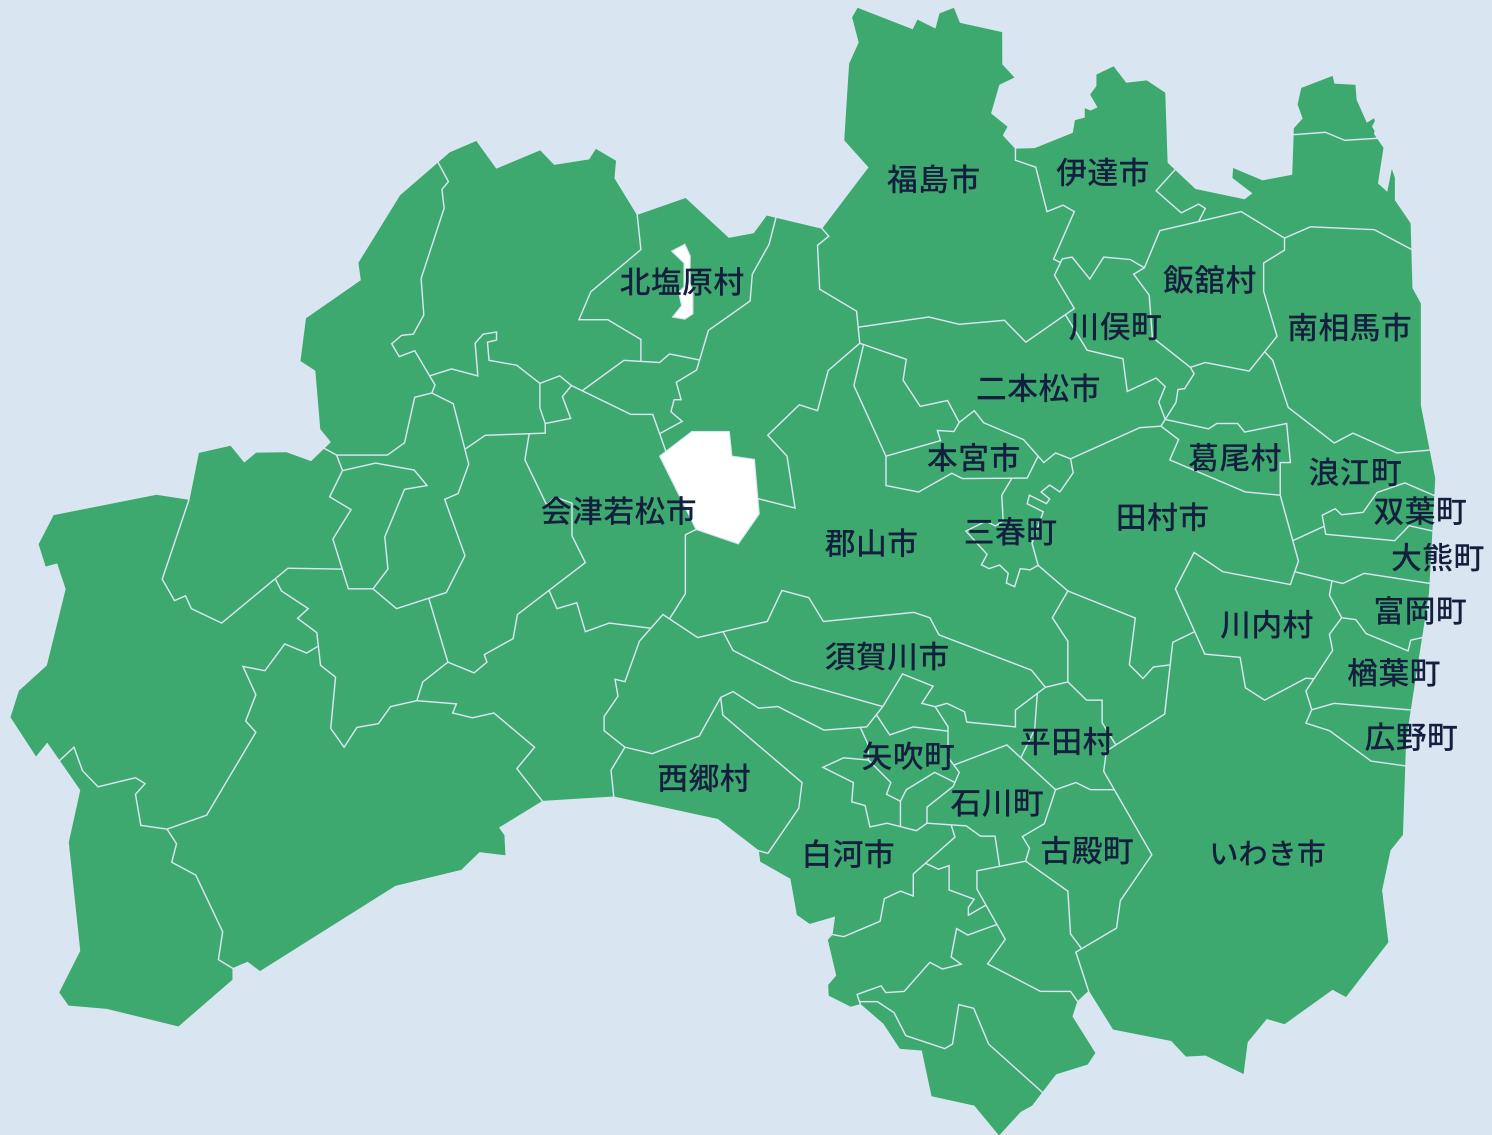 福島市
伊達市
北塩原村
飯舘村
川俣町
南相馬市
二本松市
本宮市
葛尾村
浪江町
会津若松市
双葉町
田村市
三春町
郡山市
大熊町
富岡町
川内村
須賀川市
楢葉町
広野町
平田村
矢吹町
西郷村
石川町
古殿町
白河市
いわき市